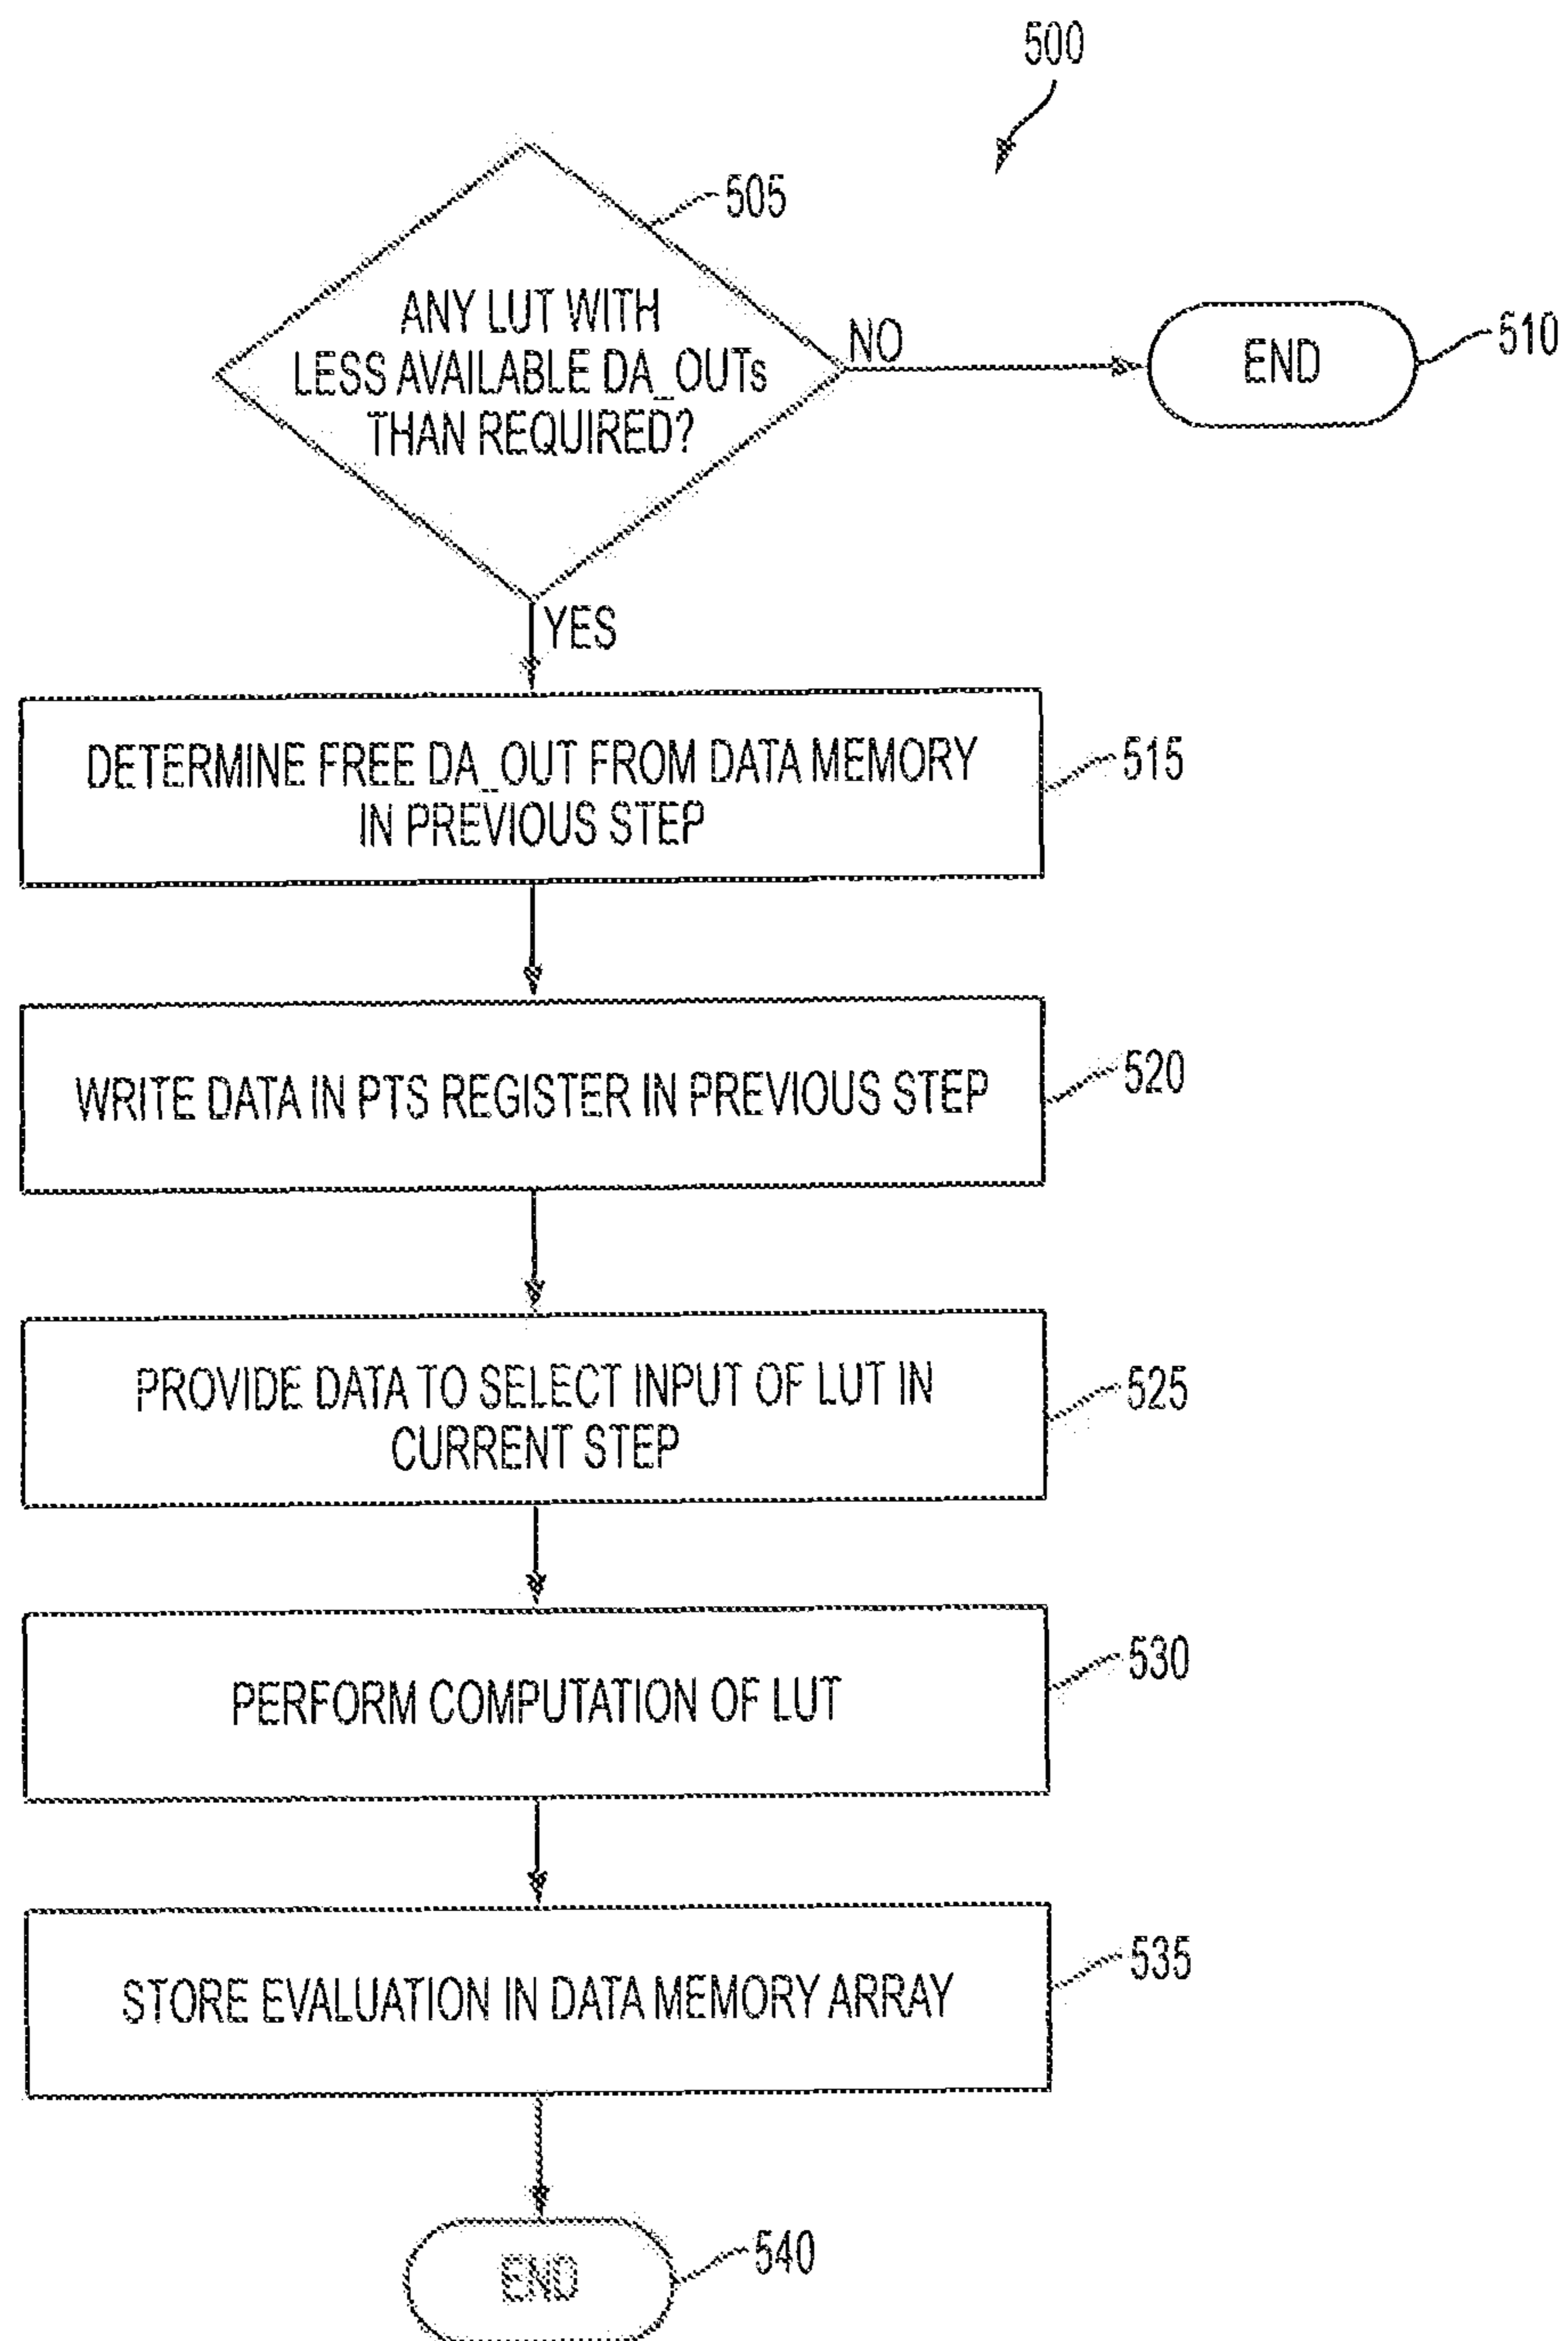 500
505
ANY LUT WITH
LESS AVAILABLE DA_OUTs
THAN REQUIRED?
NO
END
510
YES
DETERMINE FREE DA_OUT FROM DATA MEMORY
IN PREVIOUS STEP
515
WRITE DATA IN PTS REGISTER IN PREVIOUS STEP
520
PROVIDE DATA TO SELECT INPUT OF LUT IN
CURRENT STEP
525
PERFORM COMPUTATION OF LUT
530
STORE EVALUATION IN DATA MEMORY ARRAY
535
END
540